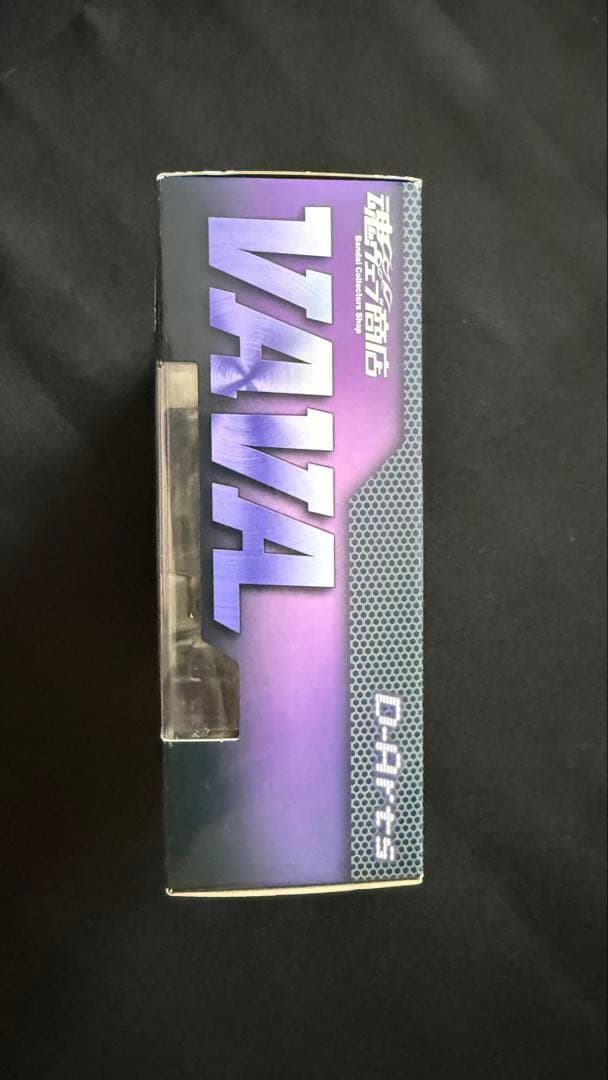 魂ウェブ商店
Bandai Collectors Shop
VAVA
D-Arts